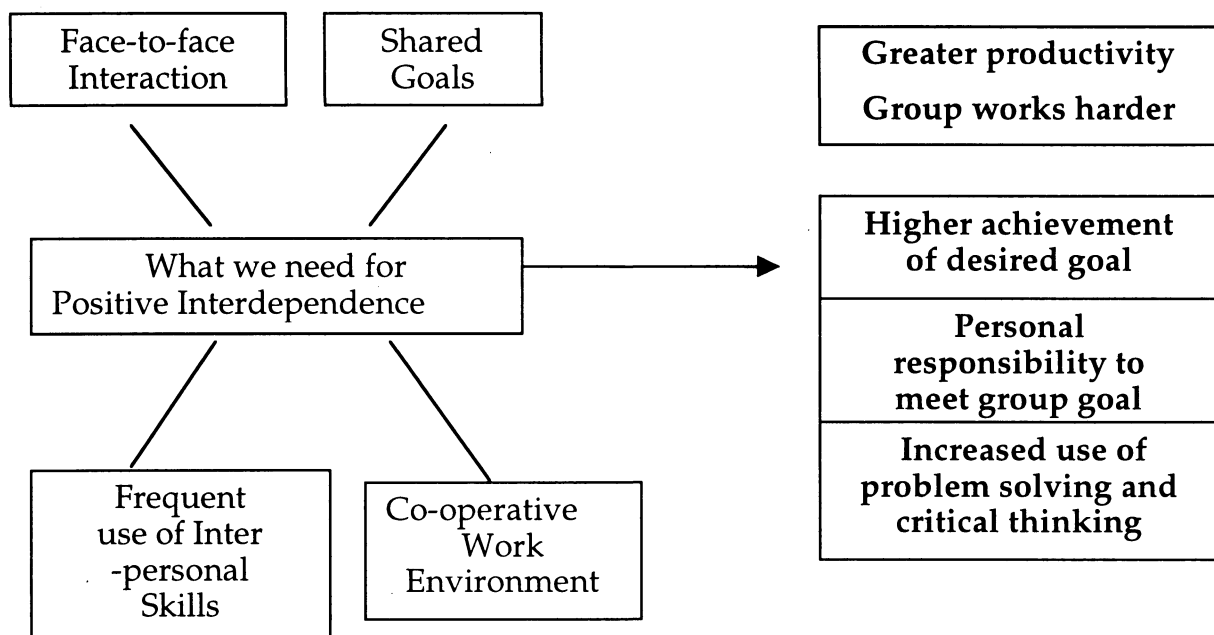 Face-to-face
Interaction
Shared
Goals
What we need for
Positive Interdependence
Frequent
use of Inter
-personal
Skills
Co-operative
Work
Environment
Greater productivity
Group works harder
Higher achievement
of desired goal
Personal
responsibility to
meet group goal
Increased use of
problem solving and
critical thinking